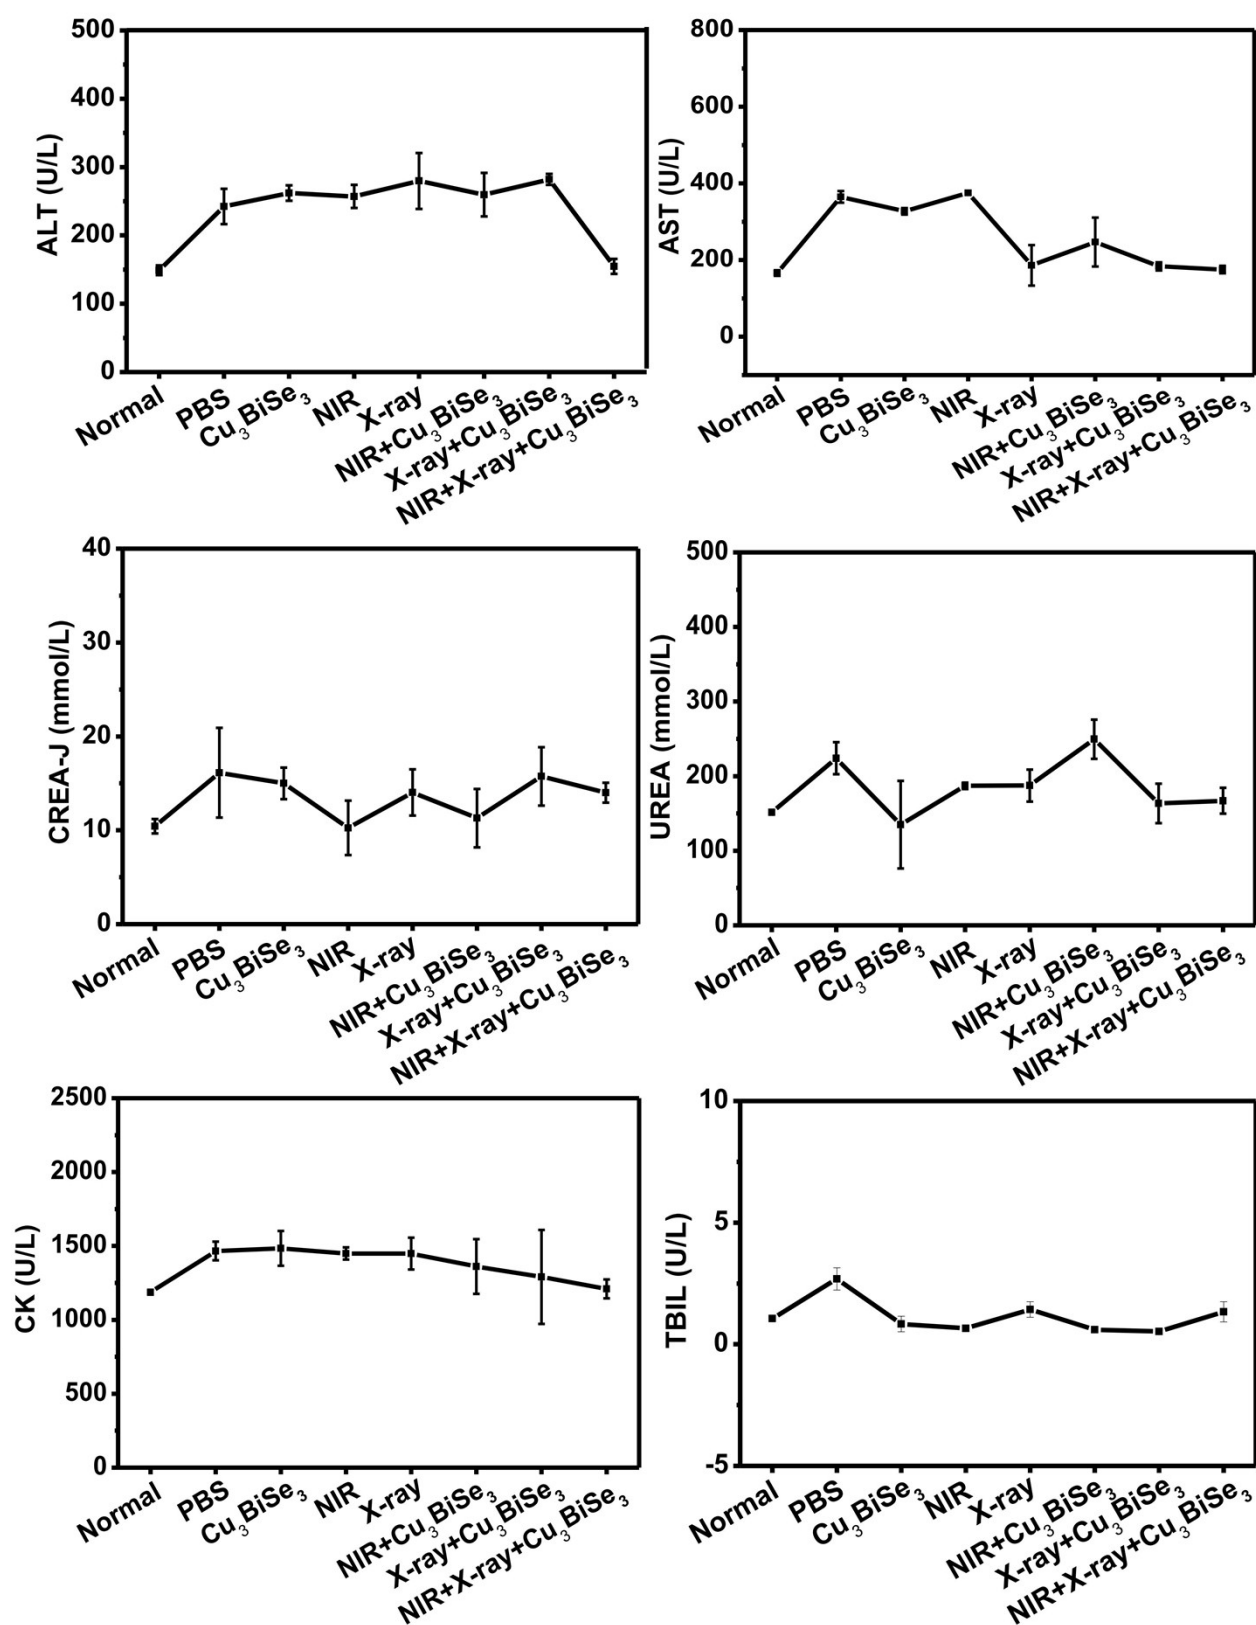 500
400
300
200
100
0
ALT (U/L)
Normal
PBS
Cu₃BiSe₃
NIR
X-ray
NIR+Cu₃BiSe₃
X-ray+Cu₃BiSe₃
NIR+X-ray+Cu₃BiSe₃
800
600
400
200
0
AST (U/L)
Normal
PBS
Cu₃BiSe₃
NIR
X-ray
NIR+Cu₃BiSe₃
X-ray+Cu₃BiSe₃
NIR+X-ray+Cu₃BiSe₃
40
30
20
10
0
CREA-J (mmol/L)
Normal
PBS
Cu₃BiSe₃
NIR
X-ray
NIR+Cu₃BiSe₃
X-ray+Cu₃BiSe₃
NIR+X-ray+Cu₃BiSe₃
500
400
300
200
100
0
UREA (mmol/L)
Normal
PBS
Cu₃BiSe₃
NIR
X-ray
NIR+Cu₃BiSe₃
X-ray+Cu₃BiSe₃
NIR+X-ray+Cu₃BiSe₃
2500
2000
1500
1000
500
0
CK (U/L)
Normal
PBS
Cu₃BiSe₃
NIR
X-ray
NIR+Cu₃BiSe₃
X-ray+Cu₃BiSe₃
NIR+X-ray+Cu₃BiSe₃
10
5
0
-5
TBIL (U/L)
Normal
PBS
Cu₃BiSe₃
NIR
X-ray
NIR+Cu₃BiSe₃
X-ray+Cu₃BiSe₃
NIR+X-ray+Cu₃BiSe₃